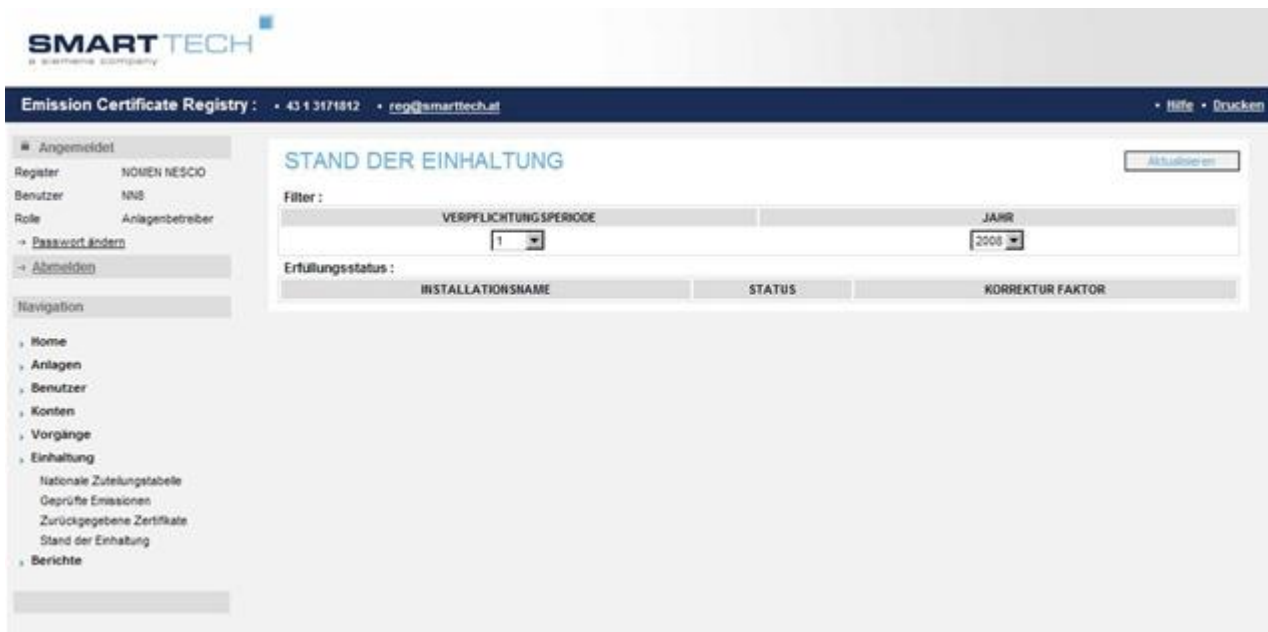 SMART TECH
a siemens company
Emission Certificate Registry : • 43 1 3171812 • reg@smarttech.at • Hilfe • Drucken
Angemeldet
Register NOMEN NESCIO
Benutzer NNB
Rolle Anlagenbetreiber
→ Passwort ändern
→ Abmelden
Navigation
Home
Anlagen
Benutzer
Konten
Vorgänge
Einhaltung
Nationale Zuteilungstabelle
Geprüfte Emissionen
Zurückgegebene Zertifikate
Stand der Einhaltung
Berichte
STAND DER EINHALTUNG
Aktualisieren
Filter :
VERPFLICHTUNGSPERIODE JAHR
1 2008
Erfüllungsstatus :
INSTALLATIONSNAME STATUS KORREKTUR FAKTOR